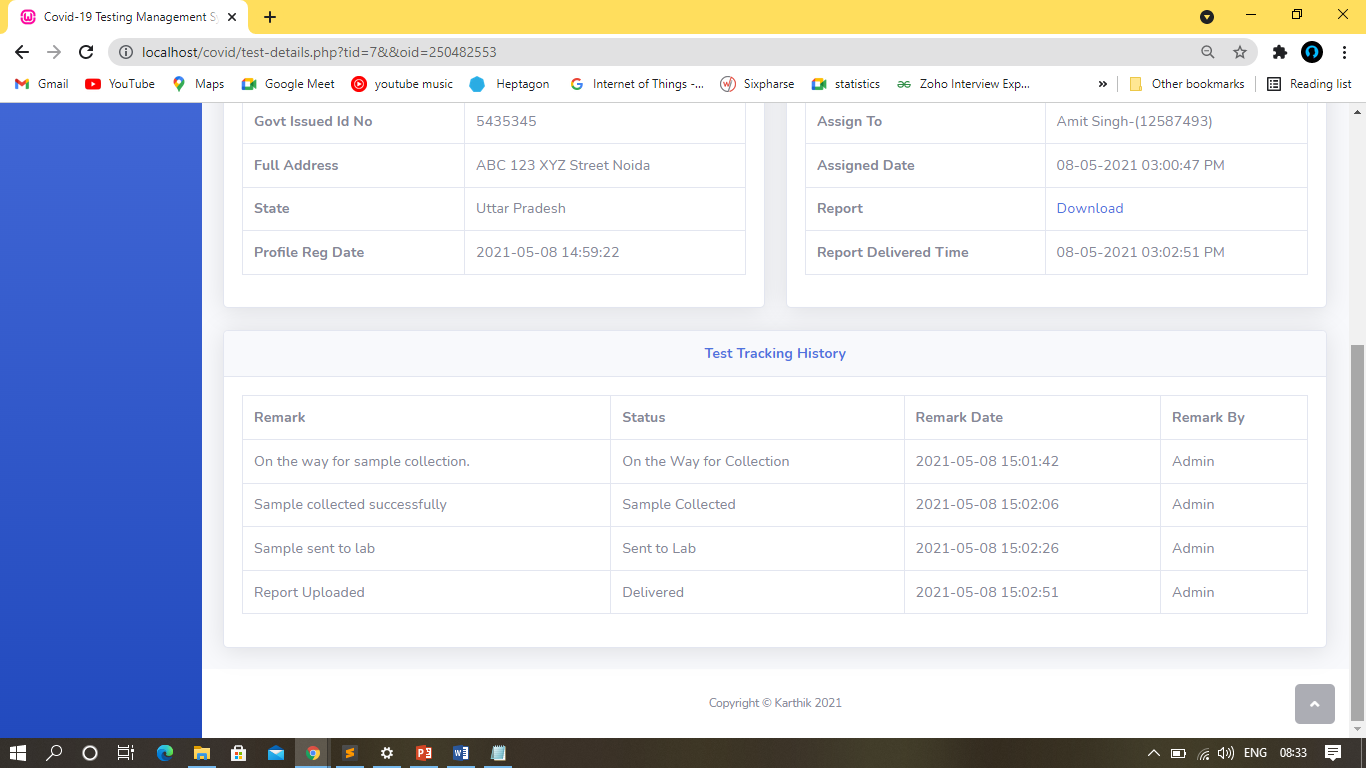 Covid-19 Testing Management S
localhost/covid/test-details.php?tid=7&&oid=250482553
Gmail YouTube Maps Google Meet youtube music Heptagon Internet of Things -... Sixpharse statistics Zoho Interview Exp... » Other bookmarks Reading list
Govt Issued Id No 5435345
Full Address ABC 123 XYZ Street Noida
State Uttar Pradesh
Profile Reg Date 2021-05-08 14:59:22
Assign To Amit Singh-(12587493)
Assigned Date 08-05-2021 03:00:47 PM
Report Download
Report Delivered Time 08-05-2021 03:02:51 PM
Test Tracking History
Remark Status Remark Date Remark By
On the way for sample collection. On the Way for Collection 2021-05-08 15:01:42 Admin
Sample collected successfully Sample Collected 2021-05-08 15:02:06 Admin
Sample sent to lab Sent to Lab 2021-05-08 15:02:26 Admin
Report Uploaded Delivered 2021-05-08 15:02:51 Admin
Copyright © Karthik 2021
ENG 08:33